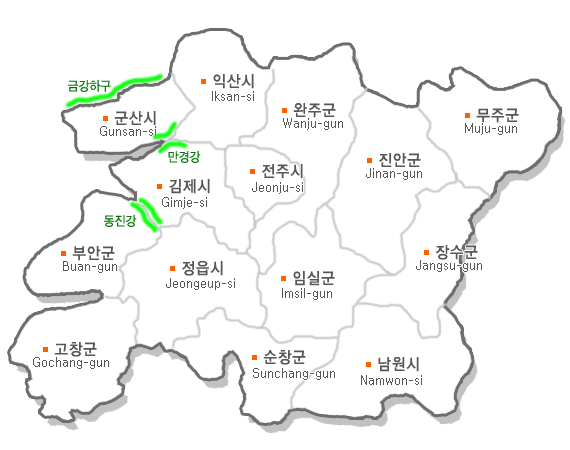 금강하구
익산시
Iksan-si
군산시
Gunsan-si
완주군
Wanju-gun
무주군
Muju-gun
만경강
진안군
Jinan-gun
전주시
Jeonju-si
김제시
Gimje-si
동진강
부안군
Buan-gun
정읍시
Jeongeup-si
임실군
Imsil-gun
장수군
Jangsu-gun
고창군
Gochang-gun
순창군
Sunchang-gun
남원시
Namwon-si